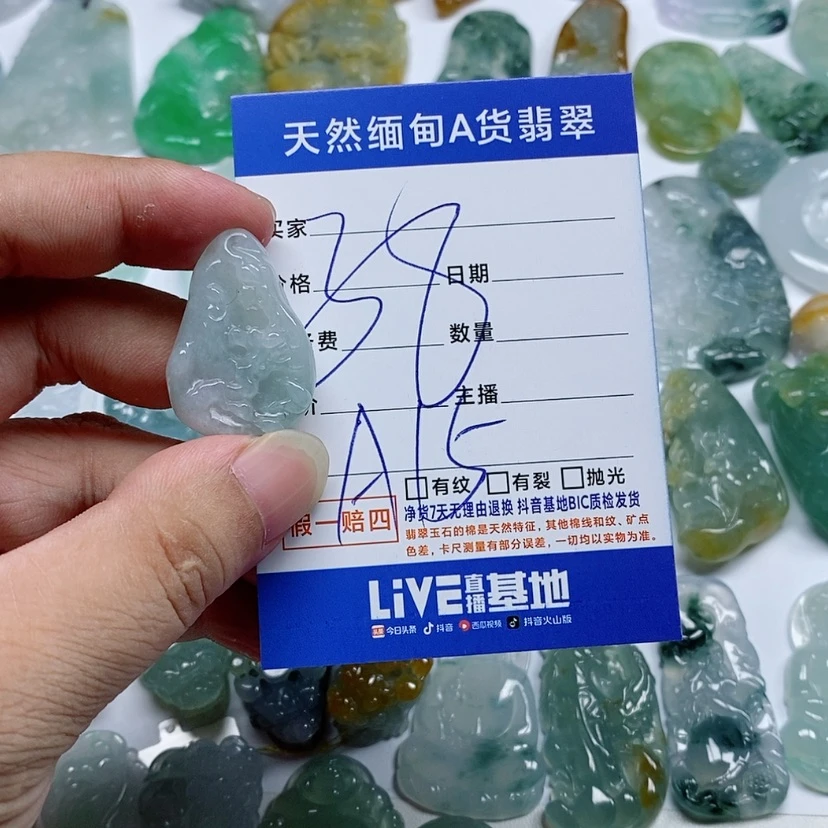 天然缅甸A货翡翠
买家
价格 日期
费 数量
价 主播
38
A15
有纹 有裂 抛光
假一赔四
净货7天无理由退换 抖音基地BIC质检发货
翡翠玉石的棉是天然特征，其他棉线和纹、矿点
色差，卡尺测量有部分误差，一切均以实物为准。
LiVE直播基地
头条 今日头条 抖音 西瓜视频 抖音火山版